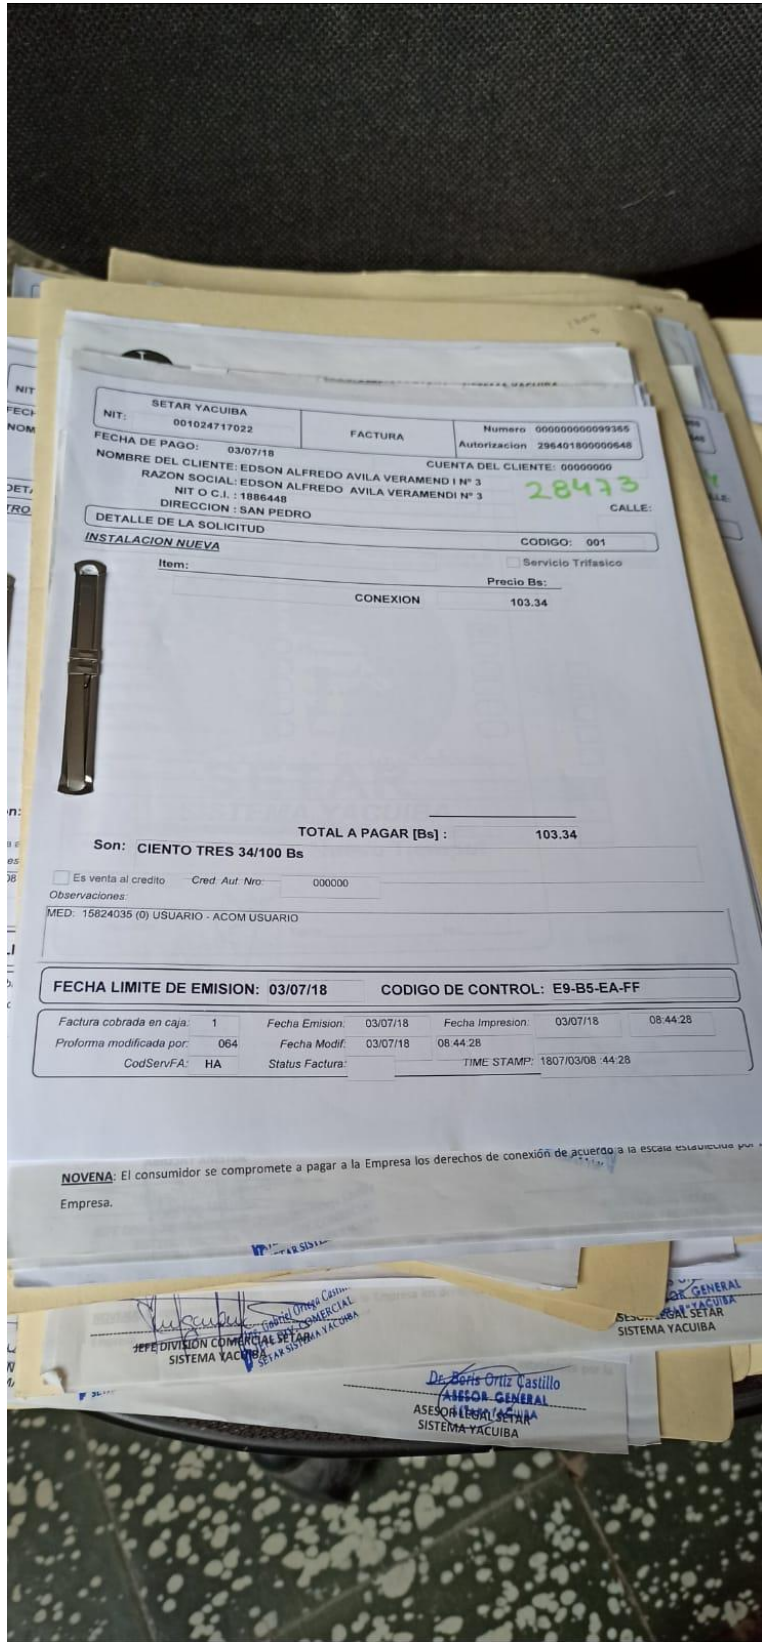 SETAR YACUIBA
NIT: 001024717022
FACTURA
Numero 000000000099365
Autorizacion 296401800000648
FECHA DE PAGO: 03/07/18
CUENTA DEL CLIENTE: 00000000
NOMBRE DEL CLIENTE: EDSON ALFREDO AVILA VERAMEND I Nº 3
RAZON SOCIAL: EDSON ALFREDO AVILA VERAMENDI Nº 3
28473
NIT O C.I. : 1886448
CALLE:
DIRECCION : SAN PEDRO
DETALLE DE LA SOLICITUD
CODIGO: 001
INSTALACION NUEVA
Servicio Trifasico
Item:
Precio Bs:
CONEXION 103.34
TOTAL A PAGAR [Bs] : 103.34
Son: CIENTO TRES 34/100 Bs
Es venta al credito Cred. Aut. Nro: 000000
Observaciones:
MED: 15824035 (0) USUARIO - ACOM USUARIO
FECHA LIMITE DE EMISION: 03/07/18 CODIGO DE CONTROL: E9-B5-EA-FF
Factura cobrada en caja: 1 Fecha Emision: 03/07/18 Fecha Impresion: 03/07/18 08:44:28
Proforma modificada por: 064 Fecha Modif: 03/07/18 08:44:28
CodServFA: HA Status Factura: TIME STAMP: 1807/03/08 :44:28
NOVENA: El consumidor se compromete a pagar a la Empresa los derechos de conexión de acuerdo a la escala establecida por
Empresa.
JEFE DIVISION COMERCIAL SETAR
SISTEMA YACUIBA
Gabriel Ortega
SETAR SISTEMA YACUIBA
GENERAL
LEGAL SETAR
SISTEMA YACUIBA
Dr. Boris Ortiz Castillo
ASESOR GENERAL
ASESOR LEGAL SETAR
SISTEMA YACUIBA